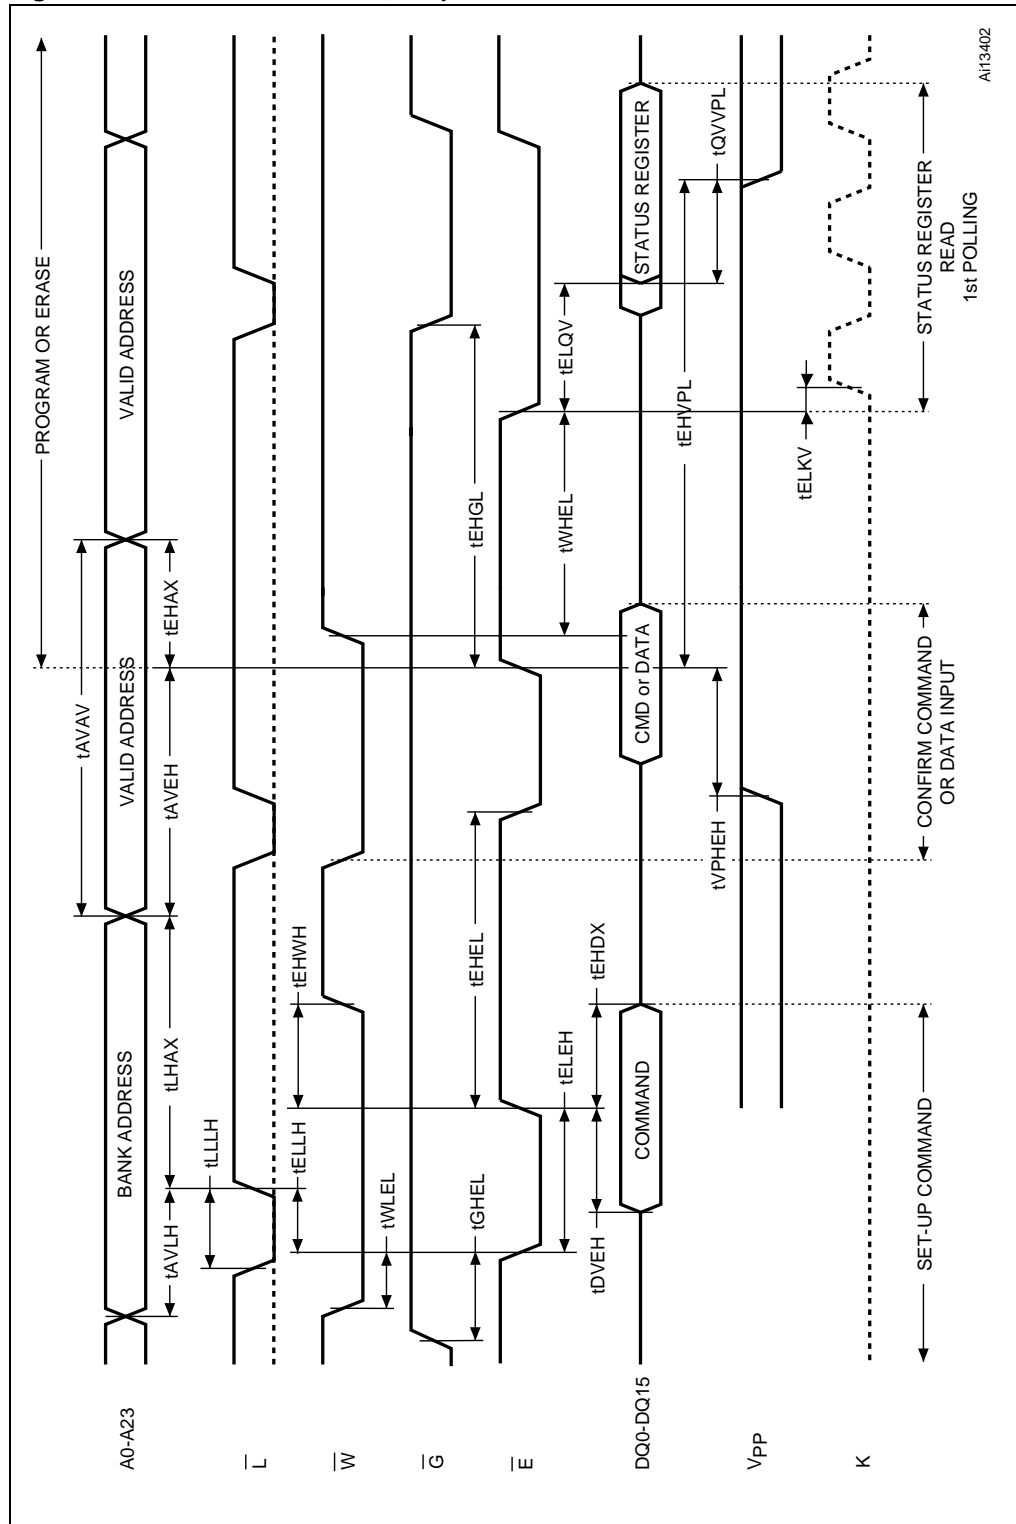 PROGRAM OR ERASE
tAVAV
BANK ADDRESS
VALID ADDRESS
VALID ADDRESS
A0-A23
tAVLH
tLHAX
tAVEH
tEHAX
tLLLH
L
tELLH
tEHWH
W
tWLEL
G
tGHEL
tEHEL
tEHGL
E
tELEH
tWHEL
tELQV
tDVEH
tEHDX
DQ0-DQ15
COMMAND
CMD or DATA
STATUS REGISTER
tEHVPL
tVPHEH
tQVVPL
VPP
tELKV
K
SET-UP COMMAND
CONFIRM COMMAND
OR DATA INPUT
STATUS REGISTER
READ
1st POLLING
Ai13402